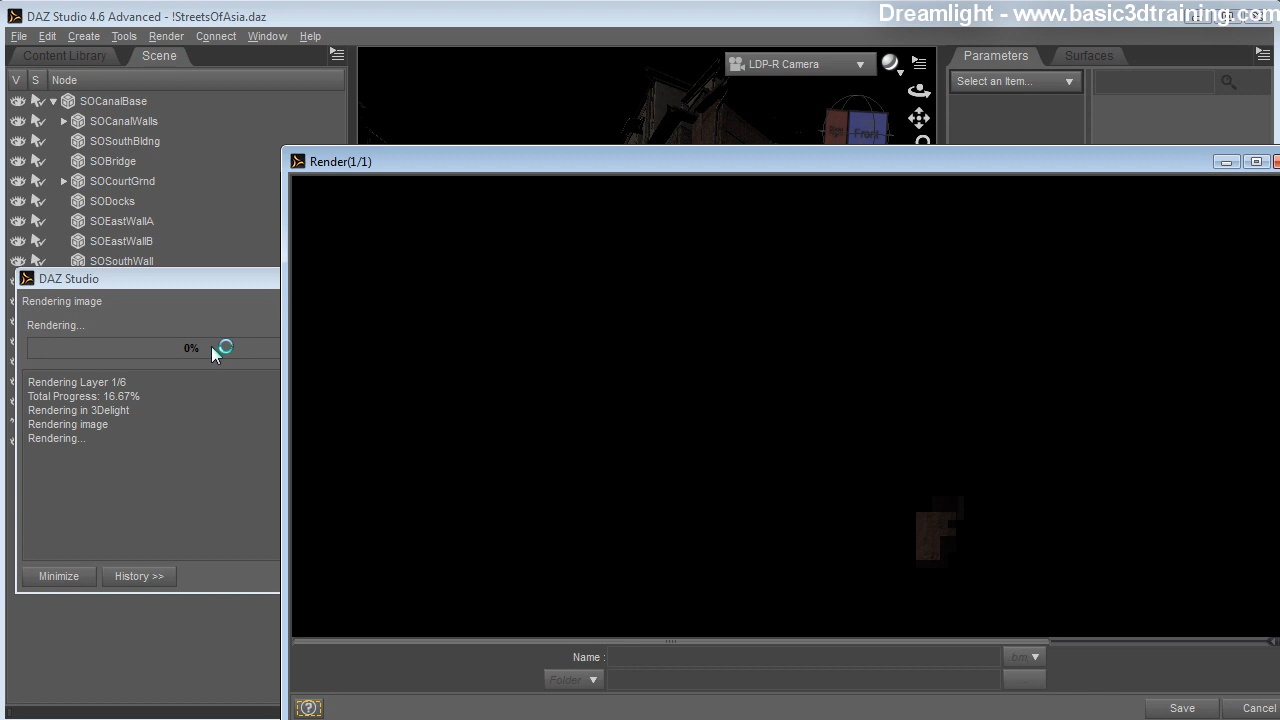 DAZ Studio 4.6 Advanced - !StreetsOfAsia.daz
Dreamlight - www.basic3dtraining.com
File Edit Create Tools Render Connect Window Help
Content Library Scene
LDP-R Camera
Parameters Surfaces
V S Node
Select an Item...
SOCanalBase
SOCanalWalls
Front
SOSouthBldng
SOBridge
Render(1/1)
SOCourtGrnd
SODocks
SOEastWallA
SOEastWallB
SOSouthWall
DAZ Studio
Rendering image
Rendering...
0%
Rendering Layer 1/6
Total Progress: 16.67%
Rendering in 3Delight
Rendering image
Rendering...
Minimize History >>
Name :
bm
Folder
Save Cancel